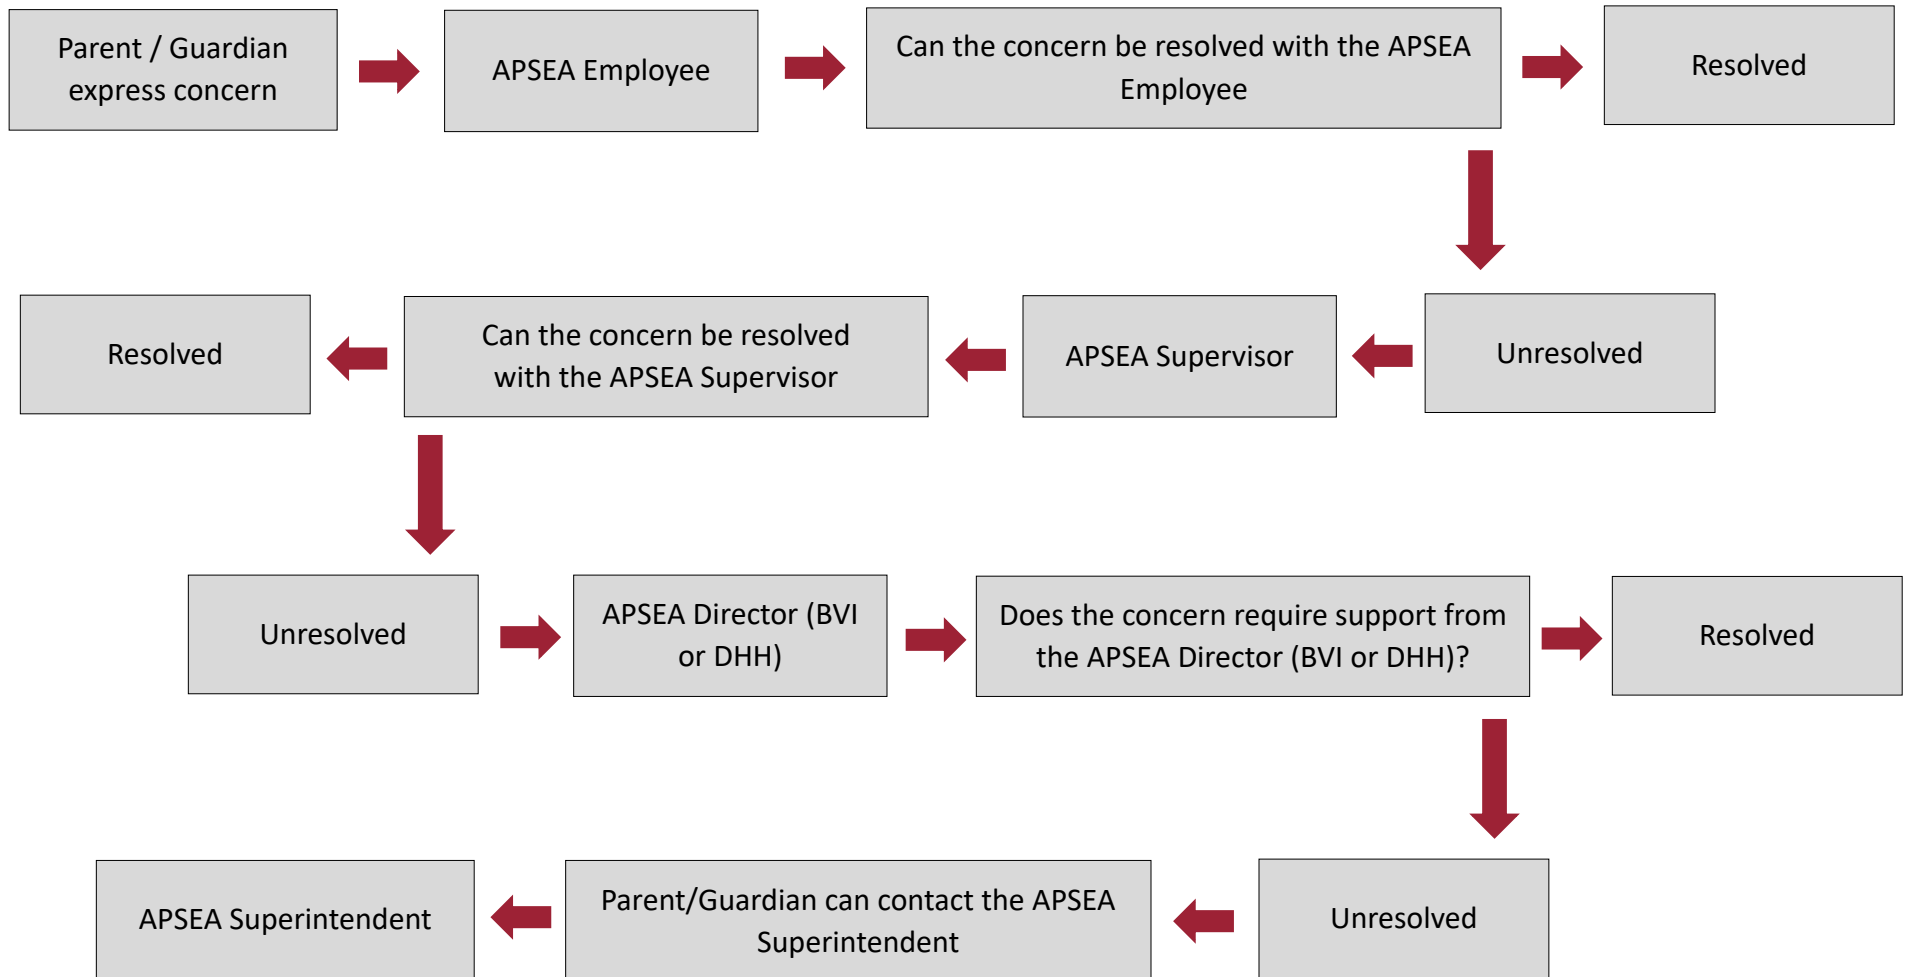 Parent / Guardian
express concern
APSEA Employee
Can the concern be resolved with the APSEA
Employee
Resolved
Resolved
Can the concern be resolved
with the APSEA Supervisor
APSEA Supervisor
Unresolved
Unresolved
APSEA Director (BVI
or DHH)
Does the concern require support from
the APSEA Director (BVI or DHH)?
Resolved
APSEA Superintendent
Parent/Guardian can contact the APSEA
Superintendent
Unresolved